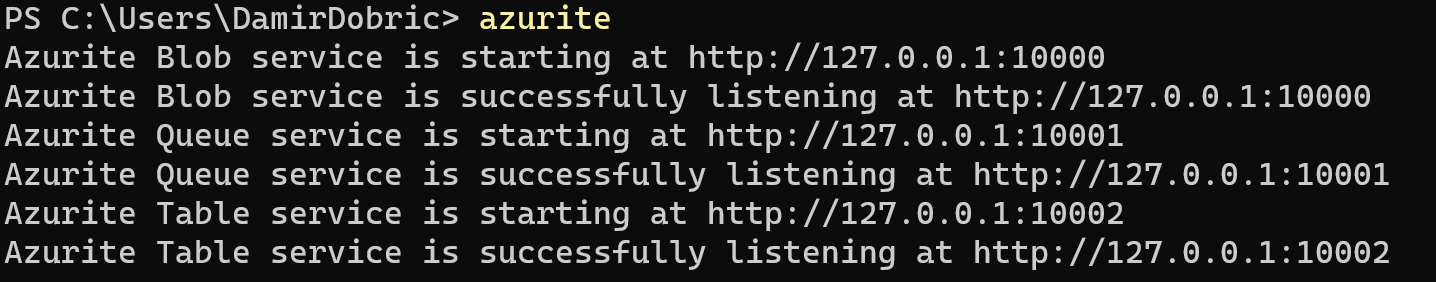 PS C:\Users\DamirDobric> azurite
Azurite Blob service is starting at http://127.0.0.1:10000
Azurite Blob service is successfully listening at http://127.0.0.1:10000
Azurite Queue service is starting at http://127.0.0.1:10001
Azurite Queue service is successfully listening at http://127.0.0.1:10001
Azurite Table service is starting at http://127.0.0.1:10002
Azurite Table service is successfully listening at http://127.0.0.1:10002